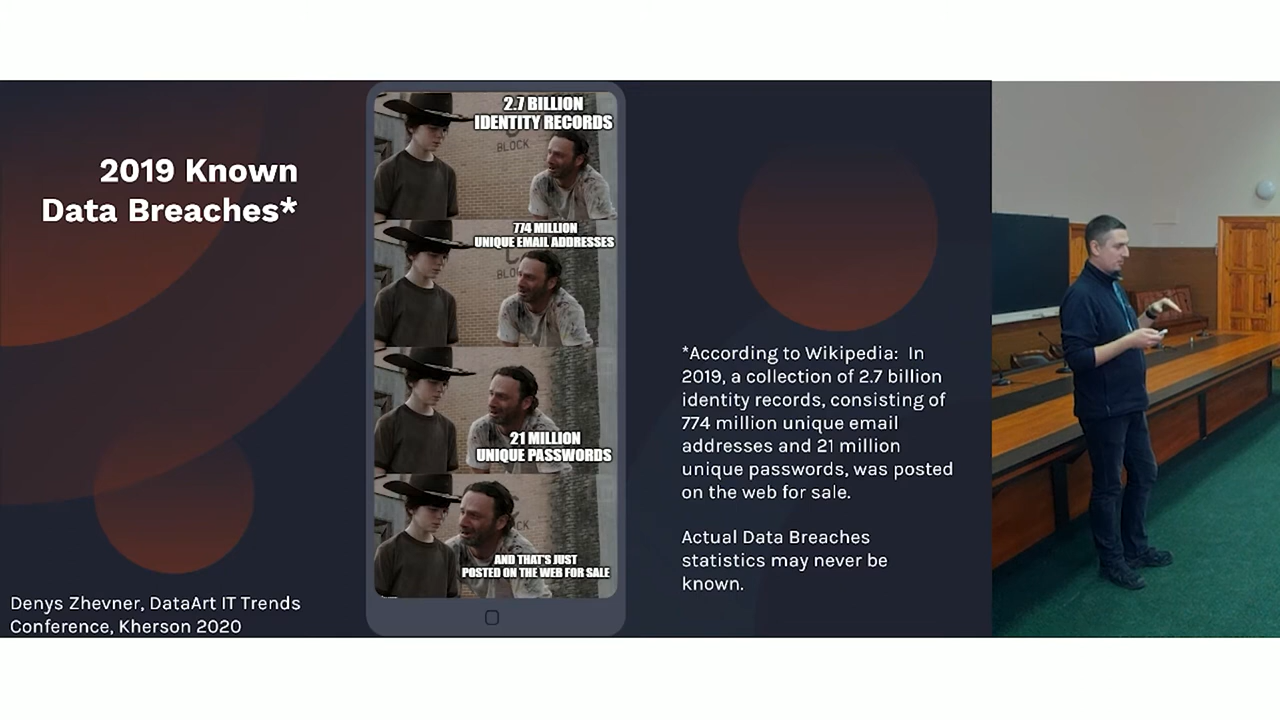 2019 Known
Data Breaches*
2.7 BILLION
IDENTITY RECORDS
BLOCK
774 MILLION
UNIQUE EMAIL ADDRESSES
21 MILLION
UNIQUE PASSWORDS
AND THAT'S JUST
POSTED ON THE WEB FOR SALE
*According to Wikipedia: In
2019, a collection of 2.7 billion
identity records, consisting of
774 million unique email
addresses and 21 million
unique passwords, was posted
on the web for sale.
Actual Data Breaches
statistics may never be
known.
Denys Zhevner, DataArt IT Trends
Conference, Kherson 2020